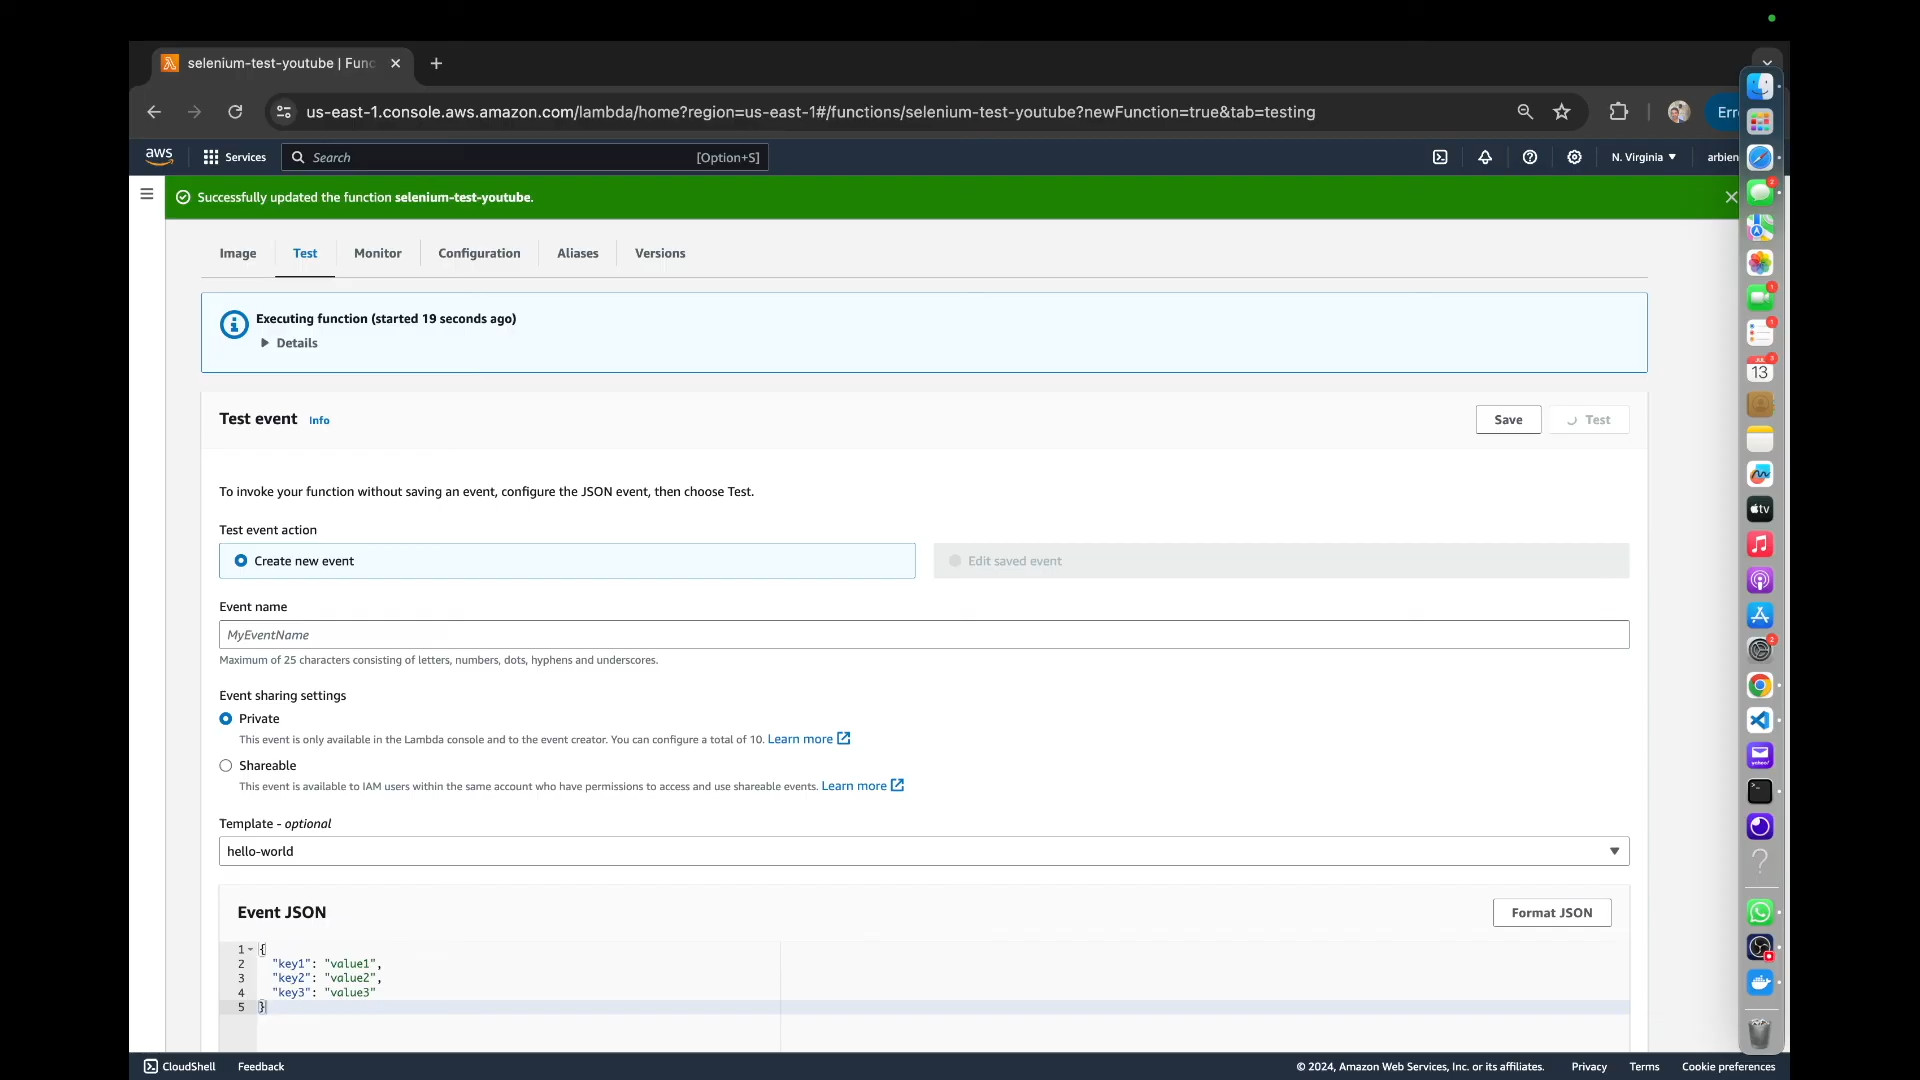 selenium-test-youtube | Func
us-east-1.console.aws.amazon.com/lambda/home?region=us-east-1#/functions/selenium-test-youtube?newFunction=true&tab=testing
Err
aws
Services
Search
[Option+S]
N. Virginia
arbien
Successfully updated the function selenium-test-youtube.
Image
Test
Monitor
Configuration
Aliases
Versions
Executing function (started 19 seconds ago)
Details
Test event Info
Save
Test
To invoke your function without saving an event, configure the JSON event, then choose Test.
Test event action
Create new event
Edit saved event
Event name
MyEventName
Maximum of 25 characters consisting of letters, numbers, dots, hyphens and underscores.
Event sharing settings
Private
This event is only available in the Lambda console and to the event creator. You can configure a total of 10. Learn more
Shareable
This event is available to IAM users within the same account who have permissions to access and use shareable events. Learn more
Template - optional
hello-world
Event JSON
Format JSON
1 {
2 "key1": "value1",
3 "key2": "value2",
4 "key3": "value3"
5 }
CloudShell
Feedback
© 2024, Amazon Web Services, Inc. or its affiliates.
Privacy
Terms
Cookie preferences
2
1
1
3
13
tv
2
yahoo!